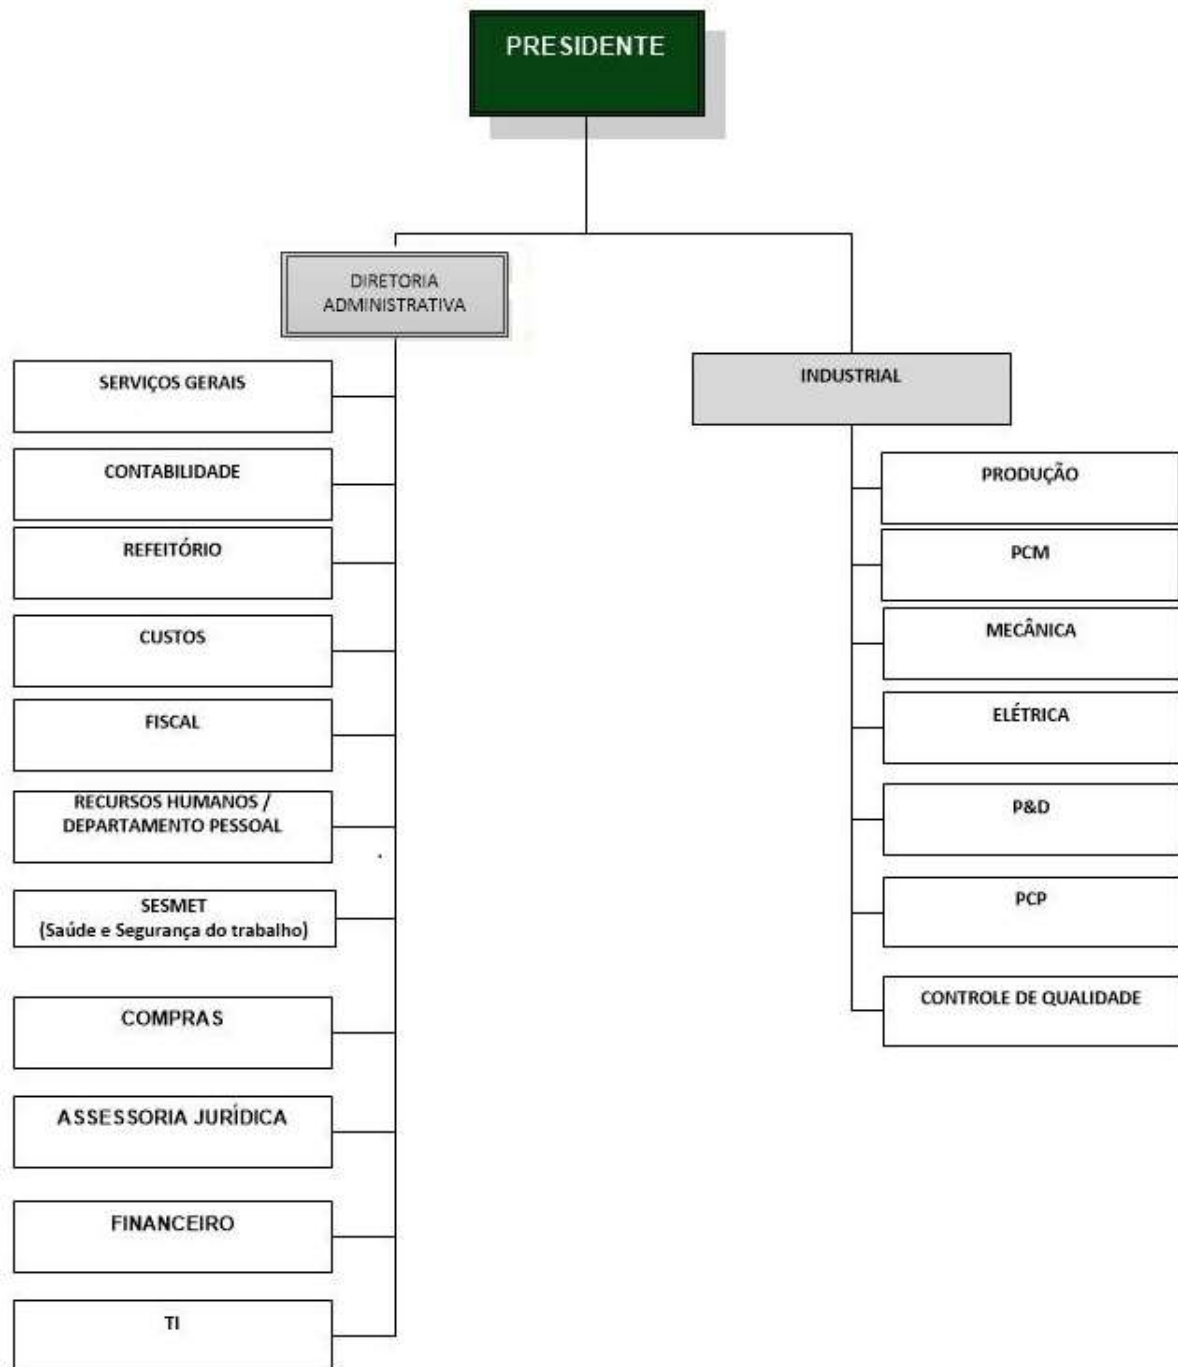 PRESIDENTE
DIRETORIA
ADMINISTRATIVA
SERVIÇOS GERAIS
CONTABILIDADE
REFEITÓRIO
CUSTOS
FISCAL
RECURSOS HUMANOS /
DEPARTAMENTO PESSOAL
SESMET
(Saúde e Segurança do trabalho)
COMPRAS
ASSESSORIA JURÍDICA
FINANCEIRO
TI
INDUSTRIAL
PRODUÇÃO
PCM
MECÂNICA
ELÉTRICA
P&D
PCP
CONTROLE DE QUALIDADE